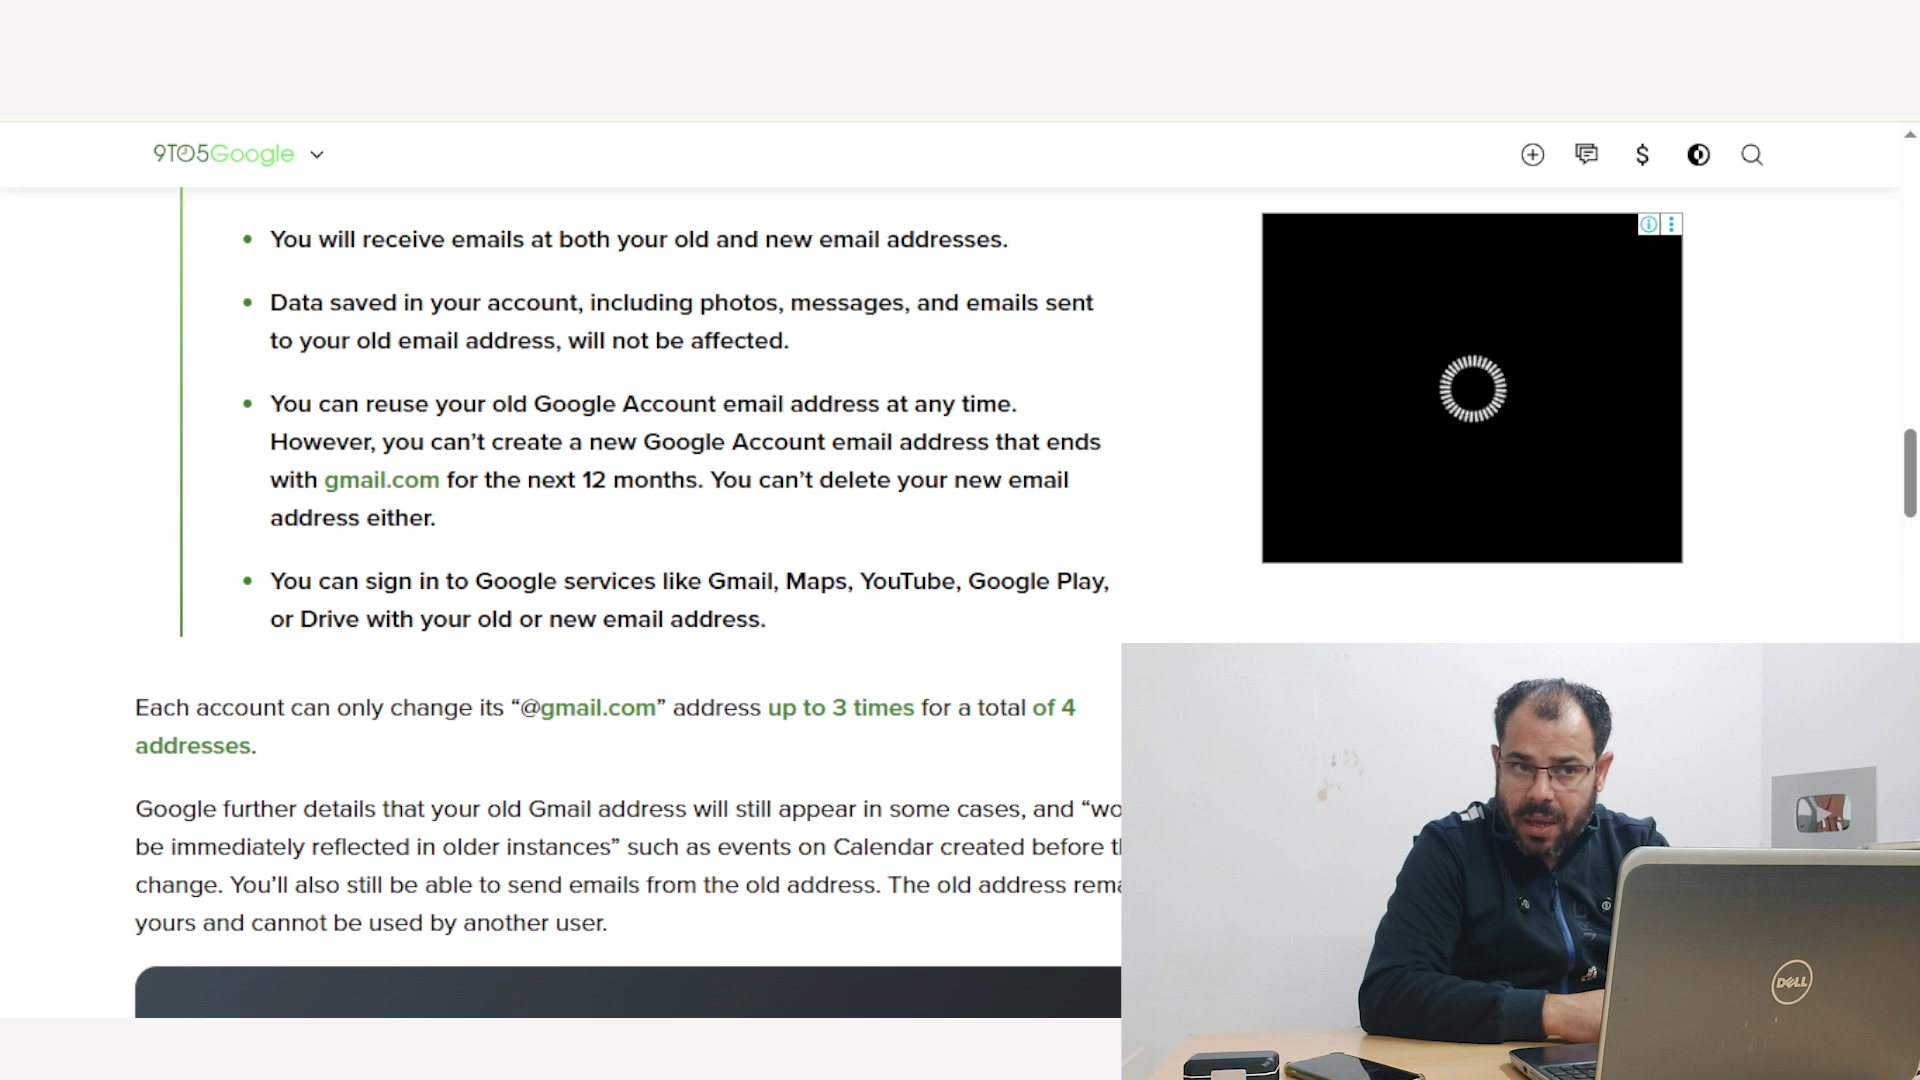 9TO5Google
You will receive emails at both your old and new email addresses.
Data saved in your account, including photos, messages, and emails sent
to your old email address, will not be affected.
You can reuse your old Google Account email address at any time.
However, you can’t create a new Google Account email address that ends
with gmail.com for the next 12 months. You can’t delete your new email
address either.
You can sign in to Google services like Gmail, Maps, YouTube, Google Play,
or Drive with your old or new email address.
Each account can only change its “@gmail.com” address up to 3 times for a total of 4
addresses.
Google further details that your old Gmail address will still appear in some cases, and “wo
be immediately reflected in older instances” such as events on Calendar created before
change. You’ll also still be able to send emails from the old address. The old address rema
yours and cannot be used by another user.
DELL